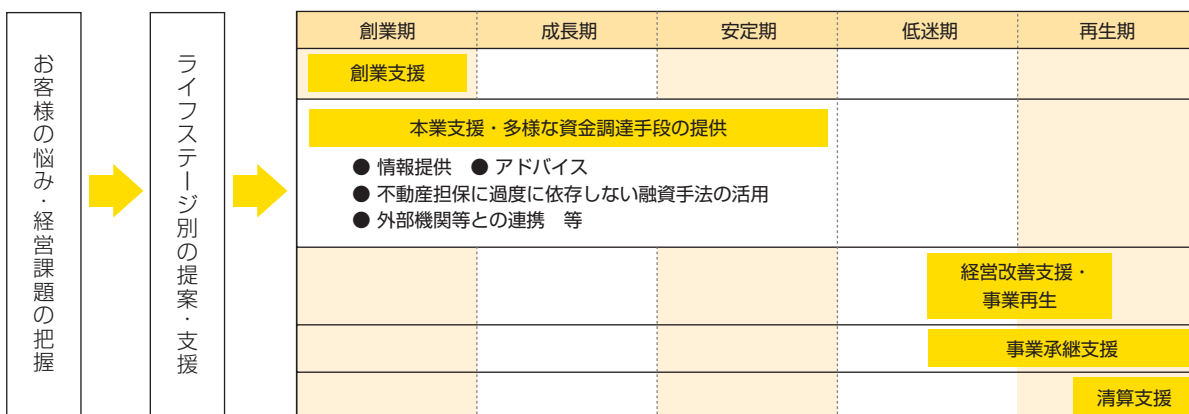 お客様の悩み・経営課題の把握
ライフステージ別の提案・支援
創業期 成長期 安定期 低迷期 再生期
創業支援
本業支援・多様な資金調達手段の提供
● 情報提供 ● アドバイス
● 不動産担保に過度に依存しない融資手法の活用
● 外部機関等との連携 等
経営改善支援・
事業再生
事業承継支援
清算支援